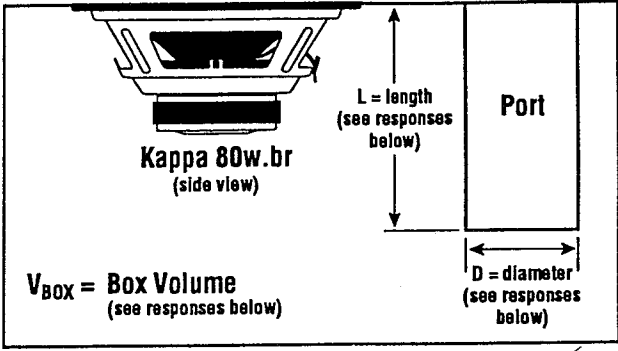 L = length
(see responses
below)
Port
Kappa 80w.br
(side view)
D = diameter
(see responses
below)
VBOX = Box Volume
(see responses below)